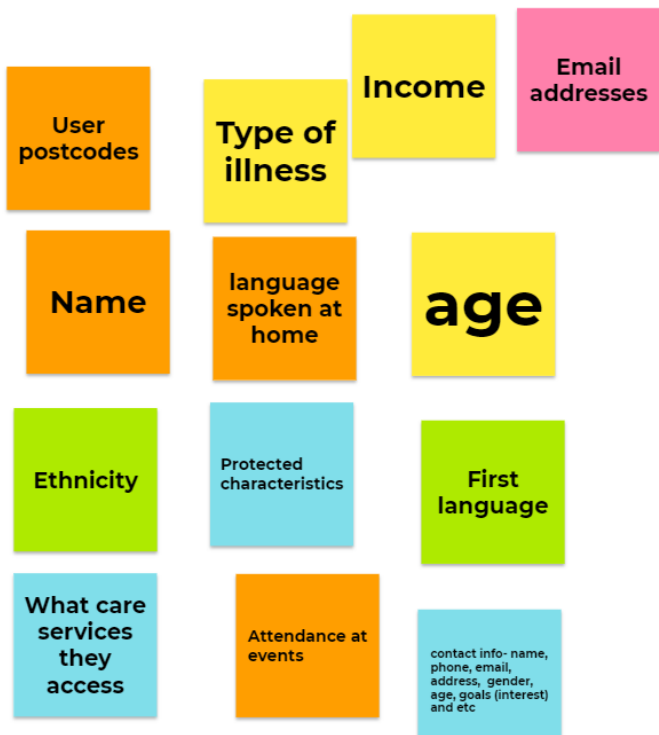 Income
Email
addresses
User
postcodes
Type of
illness
Name
language
spoken at
home
age
Ethnicity
Protected
characteristics
First
language
What care
services
they
access
Attendance at
events
contact info- name,
phone, email,
address, gender,
age, goals (interest)
and etc